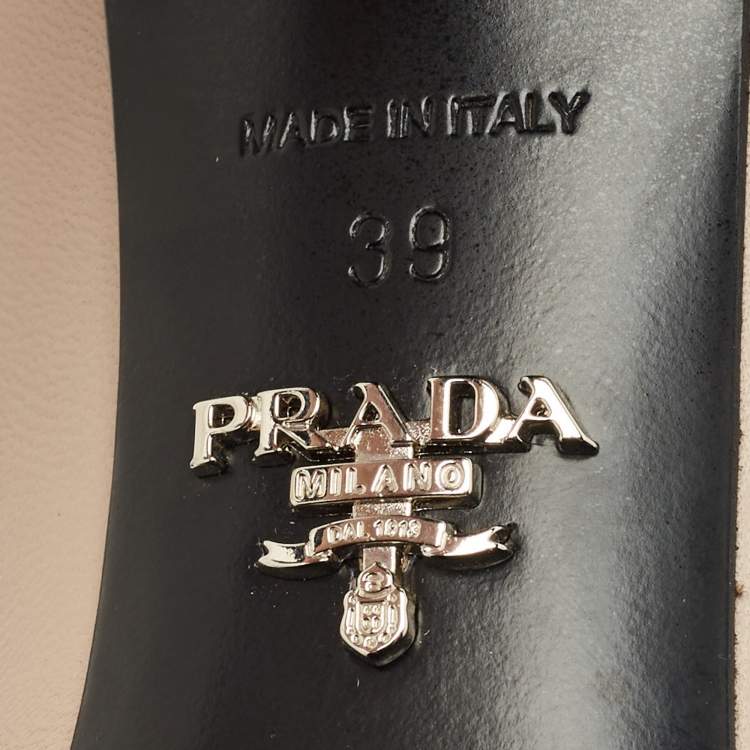 MADE IN ITALY
39
PRADA
MILANO
DAL 1913